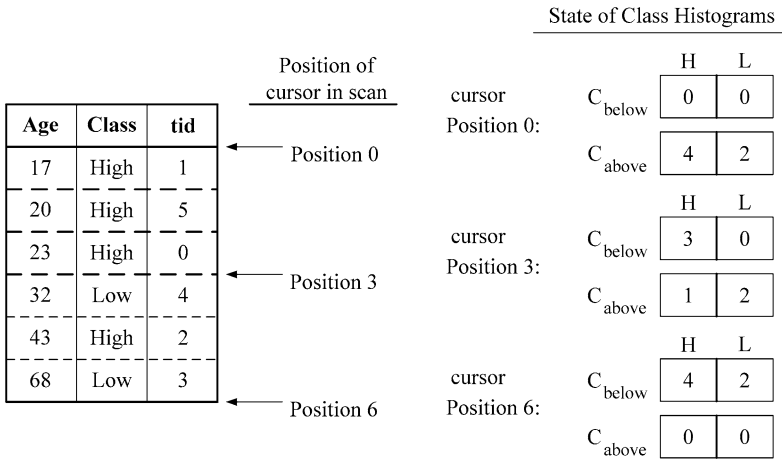 State of Class Histograms
Position of
cursor in scan
Age Class tid
17 High 1
20 High 5
23 High 0
32 Low 4
43 High 2
68 Low 3
Position 0
Position 3
Position 6
H L
cursor
Position 0:
C below 0 0
C above 4 2
H L
cursor
Position 3:
C below 3 0
C above 1 2
H L
cursor
Position 6:
C below 4 2
C above 0 0